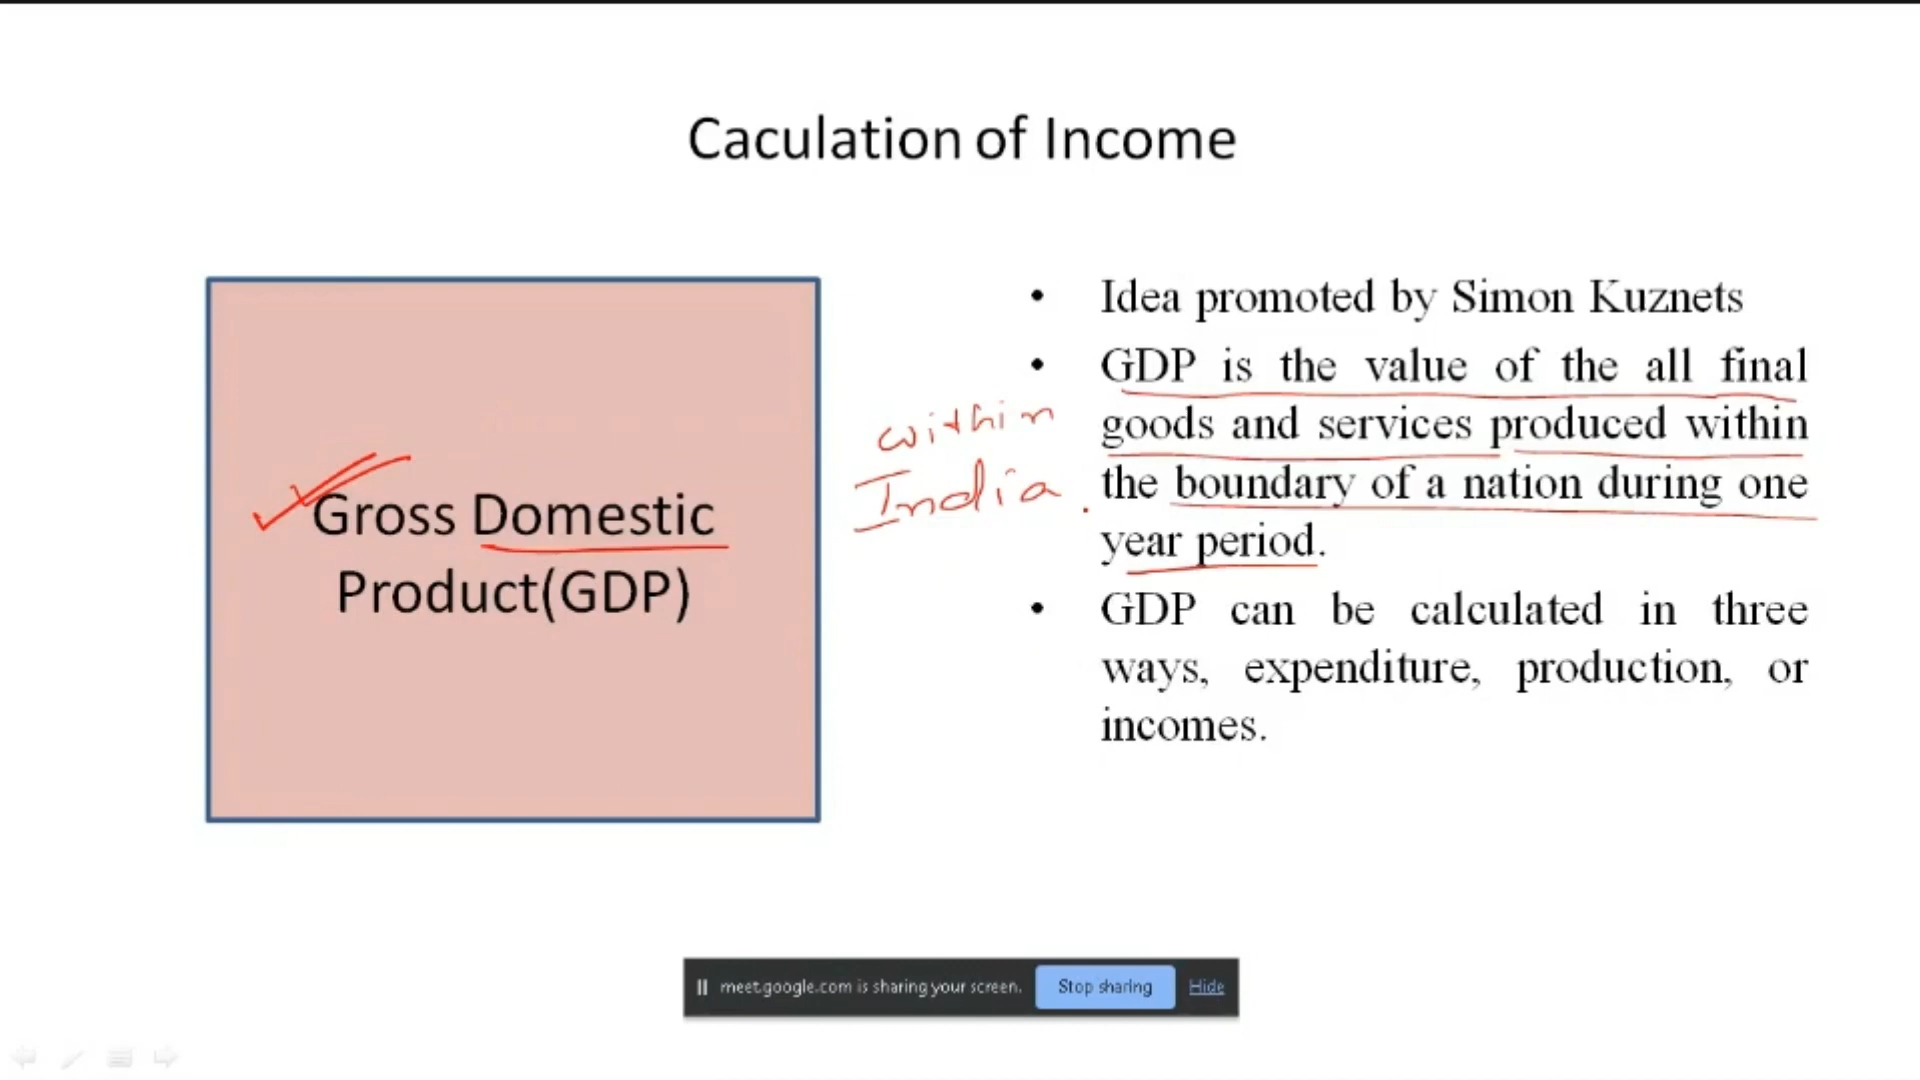 Caculation of Income
Gross Domestic
Product(GDP)
within
India.
• Idea promoted by Simon Kuznets
• GDP is the value of the all final
goods and services produced within
the boundary of a nation during one
year period.
• GDP can be calculated in three
ways, expenditure, production, or
incomes.
meet.google.com is sharing your screen.
Stop sharing
Hide